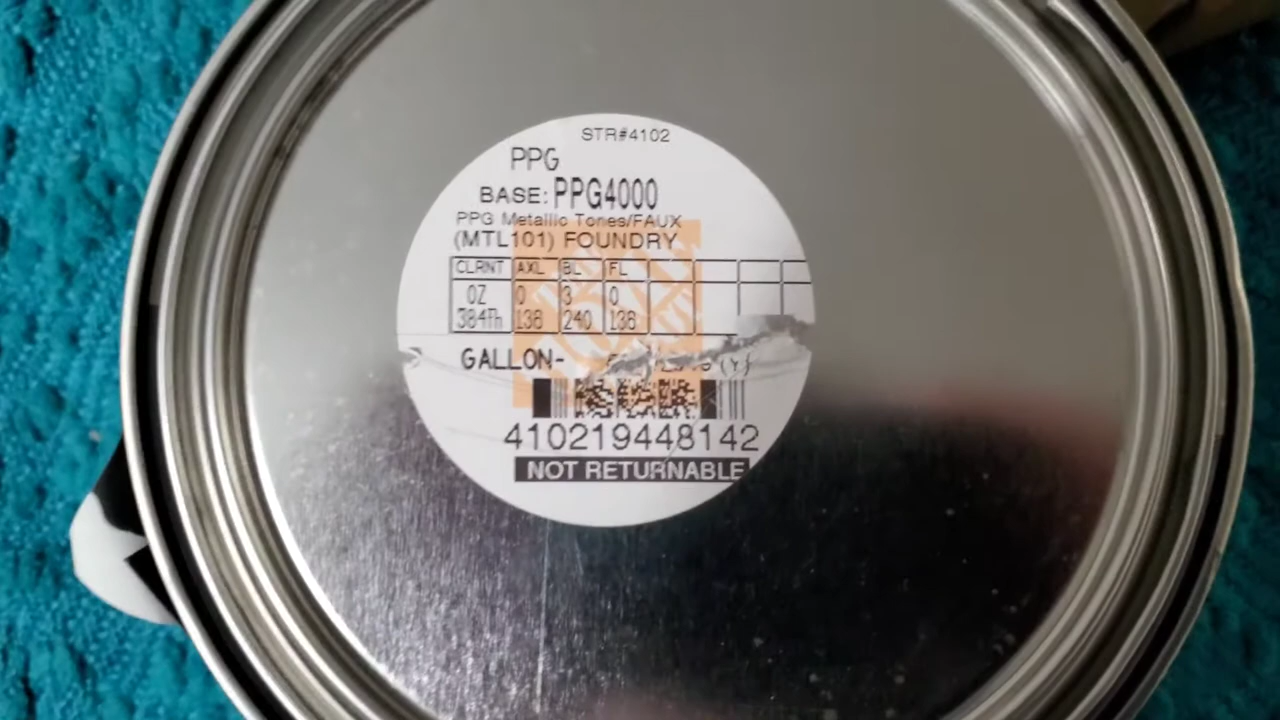 STR#4102
PPG
BASE: PPG4000
PPG Metallic Tones/FAUX
(MTL101) FOUNDRY
CLRNT AXL BL FL
OZ 0 3 0
384Th 136 240 136
GALLON-
410219448142
NOT RETURNABLE